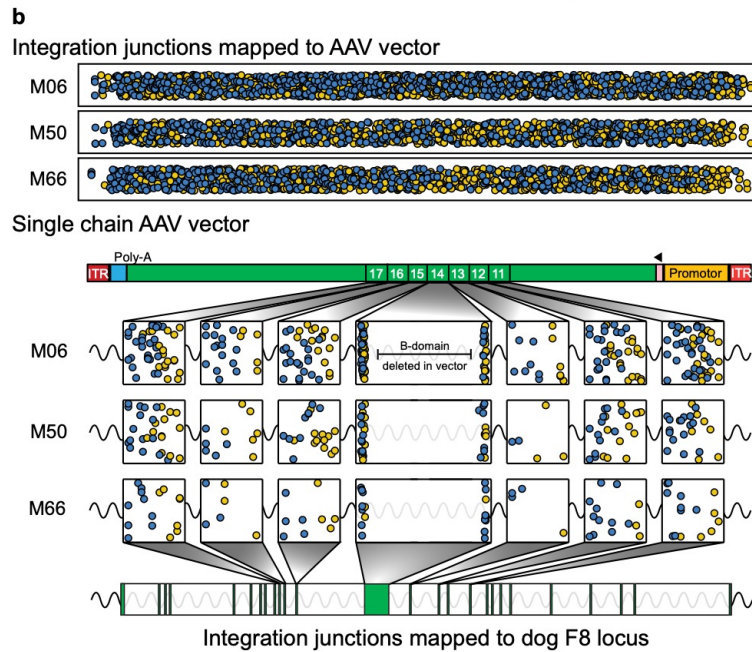 b
Integration junctions mapped to AAV vector
M06
M50
M66
Single chain AAV vector
Poly-A
ITR
17 16 15 14 13 12 11
Promotor
ITR
M06
B-domain
deleted in vector
M50
M66
Integration junctions mapped to dog F8 locus